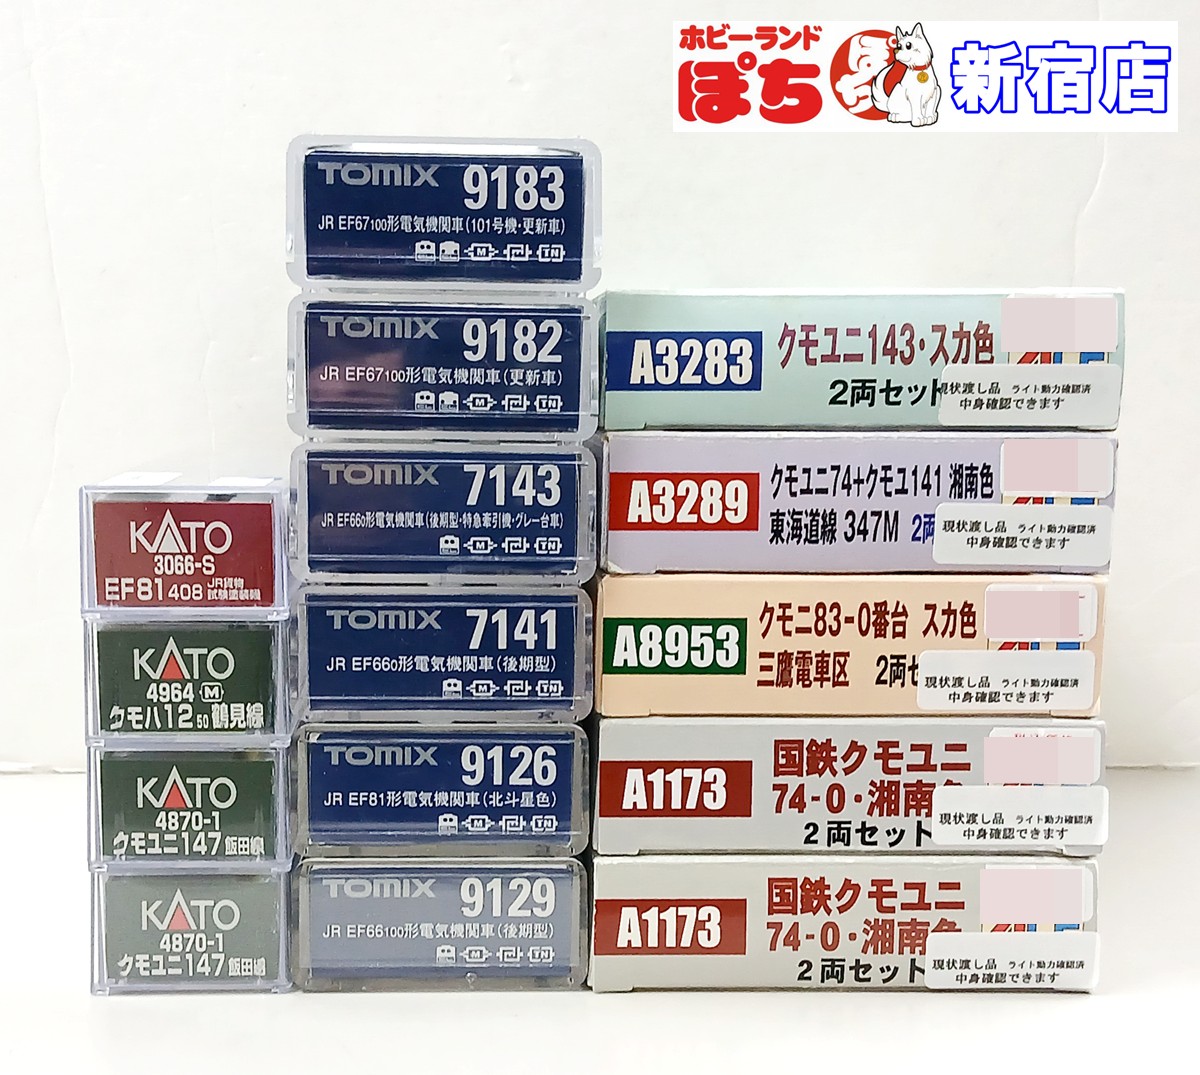 ホビーランド
ぽち
ぽち
新宿店
TOMIX 9183
JR EF67100形電気機関車(101号機・更新車)
M TN
TOMIX 9182
JR EF67100形電気機関車(更新車)
M TN
TOMIX 7143
JR EF660形電気機関車(後期型・特急牽引機・グレー台車)
M TN
TOMIX 7141
JR EF660形電気機関車(後期型)
M TN
TOMIX 9126
JR EF81形電気機関車(北斗星色)
M TN
TOMIX 9129
JR EF66100形電気機関車(後期型)
M TN
KATO
3066-S
EF81 408 JR貨物
試験塗装機
KATO
4964 M
クモハ12 50 鶴見線
KATO
4870-1
クモユニ147 飯田線
KATO
4870-1
クモユニ147 飯田線
A3283 クモユニ143・スカ色
2両セット
現状渡し品 ライト動力確認済
中身確認できます
A3289 クモユニ74+クモユ141 湘南色
東海道線 347M 2両
現状渡し品 ライト動力確認済
中身確認できます
A8953 クモニ83-0番台 スカ色
三鷹電車区 2両セ
現状渡し品 ライト動力確認済
中身確認できます
A1173 国鉄クモユニ
74-0・湘南色
2両セット
現状渡し品 ライト動力確認済
中身確認できます
A1173 国鉄クモユニ
74-0・湘南色
2両セット
現状渡し品 ライト動力確認済
中身確認できます